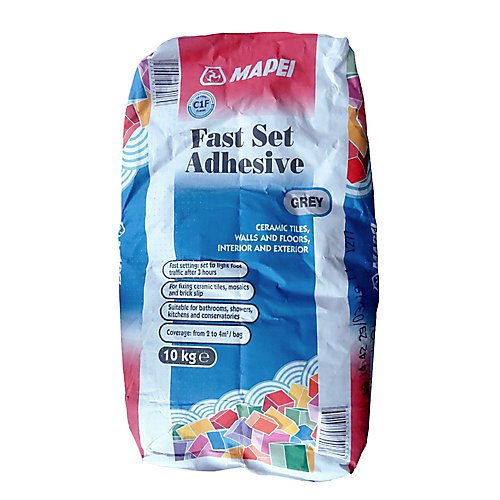 MAPEI
C1F
Fast Set
Adhesive
GREY
CERAMIC TILES,
WALLS AND FLOORS,
INTERIOR AND EXTERIOR
Fast setting: set to light foot
traffic after 3 hours
For fixing ceramic tiles, mosaics
and brick slip
Suitable for bathrooms, showers,
kitchens and conservatories
Coverage: from 2 to 4m²/ bag
10 kg e